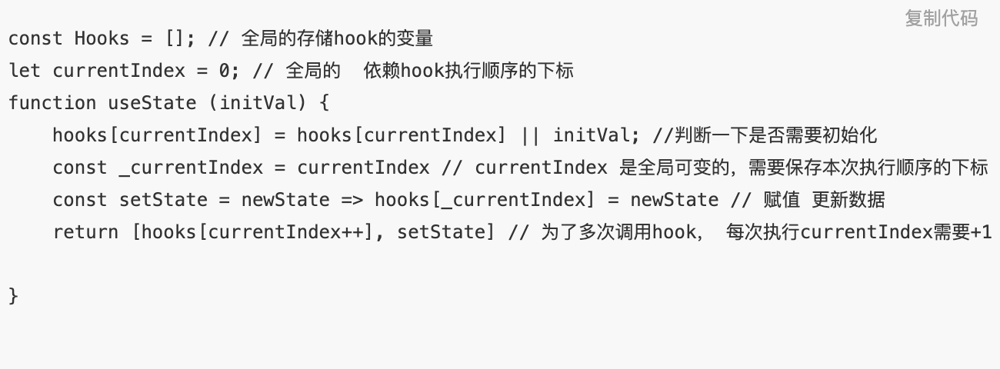 复制代码
const Hooks = []; // 全局的存储hook的变量
let currentIndex = 0; // 全局的  依赖hook执行顺序的下标
function useState (initVal) {
    hooks[currentIndex] = hooks[currentIndex] || initVal; //判断一下是否需要初始化
    const _currentIndex = currentIndex // currentIndex 是全局可变的，需要保存本次执行顺序的下标
    const setState = newState => hooks[_currentIndex] = newState // 赋值 更新数据
    return [hooks[currentIndex++], setState] // 为了多次调用hook， 每次执行currentIndex需要+1
}